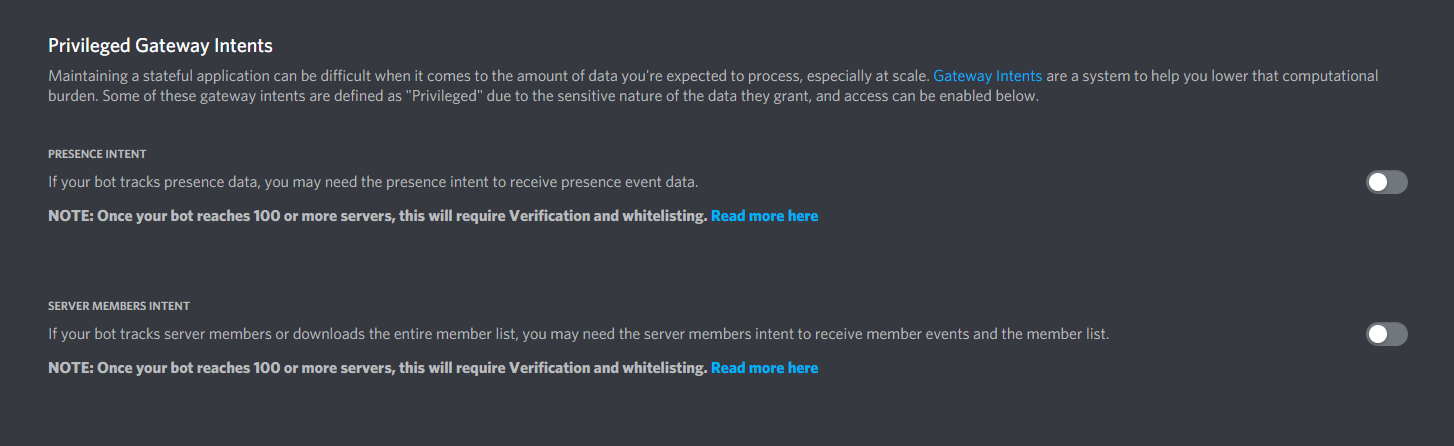 Privileged Gateway Intents
Maintaining a stateful application can be difficult when it comes to the amount of data you're expected to process, especially at scale. Gateway Intents are a system to help you lower that computational
burden. Some of these gateway intents are defined as "Privileged" due to the sensitive nature of the data they grant, and access can be enabled below.
PRESENCE INTENT
If your bot tracks presence data, you may need the presence intent to receive presence event data.
NOTE: Once your bot reaches 100 or more servers, this will require Verification and whitelisting. Read more here
SERVER MEMBERS INTENT
If your bot tracks server members or downloads the entire member list, you may need the server members intent to receive member events and the member list.
NOTE: Once your bot reaches 100 or more servers, this will require Verification and whitelisting. Read more here